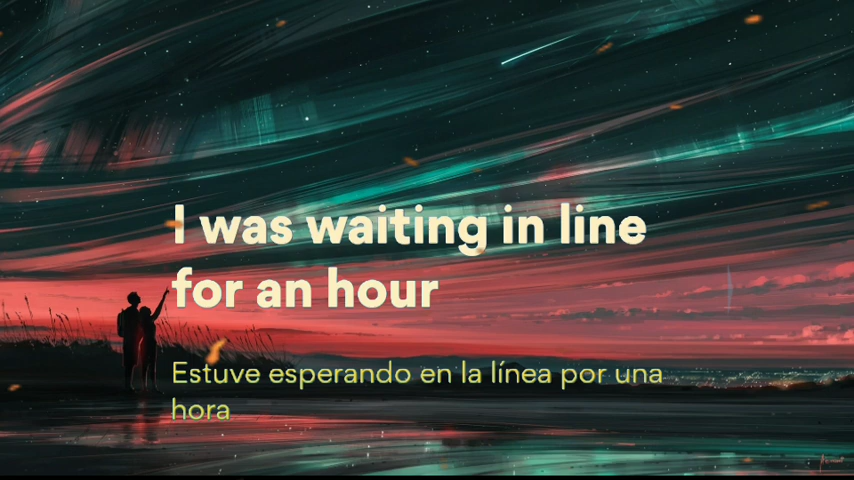 I was waiting in line
for an hour
Estuve esperando en la línea por una
hora